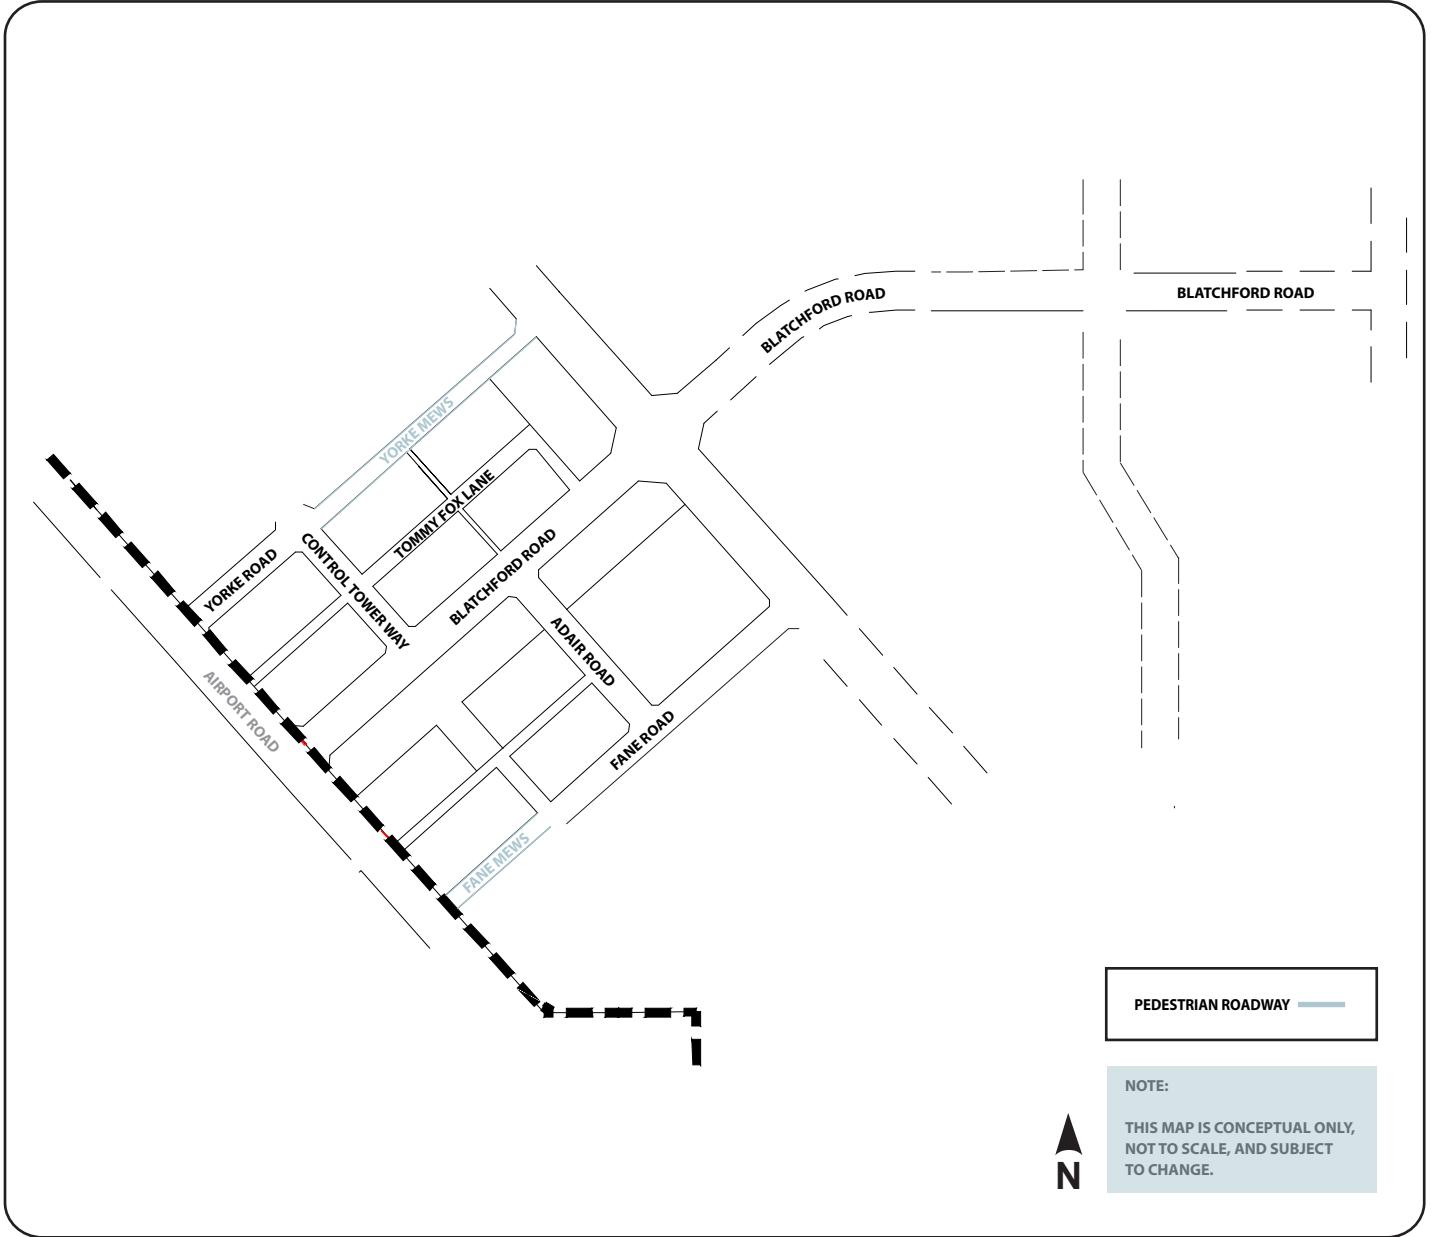 BLATCHFORD ROAD
BLATCHFORD ROAD
YORKE MEWS
TOMMY FOX LANE
YORKE ROAD
CONTROL TOWER WAY
BLATCHFORD ROAD
ADAIR ROAD
AIRPORT ROAD
FANE ROAD
FANE MEWS
PEDESTRIAN ROADWAY
NOTE:
THIS MAP IS CONCEPTUAL ONLY,
NOT TO SCALE, AND SUBJECT
TO CHANGE.
N